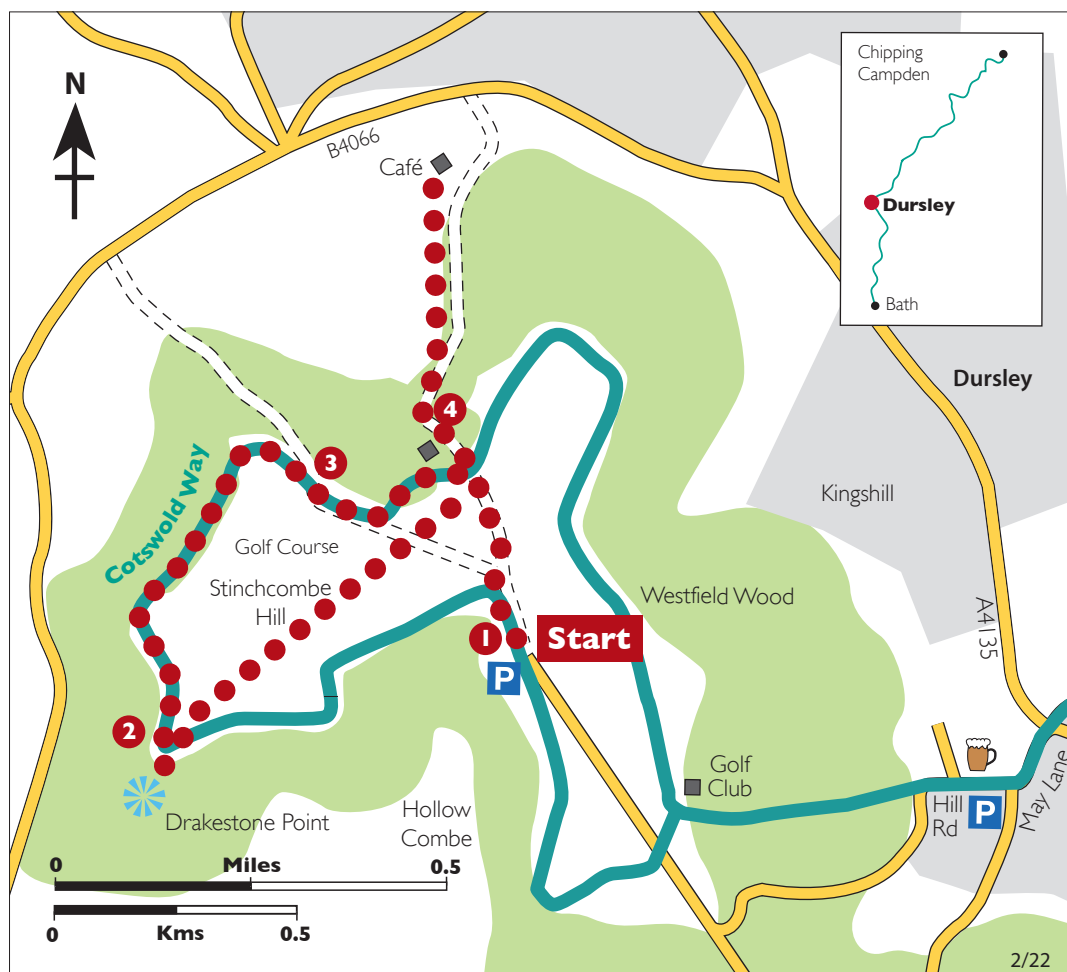 N
B4066
Café
Chipping
Campden
Dursley
Bath
Dursley
4
3
Cotswold Way
Golf Course
Stinchcombe
Hill
Kingshill
Westfield Wood
A4135
1
Start
P
2
Drakestone Point
Hollow
Combe
Golf
Club
Hill
Rd
P
May Lane
0
Miles
0.5
0
Kms
0.5
2/22